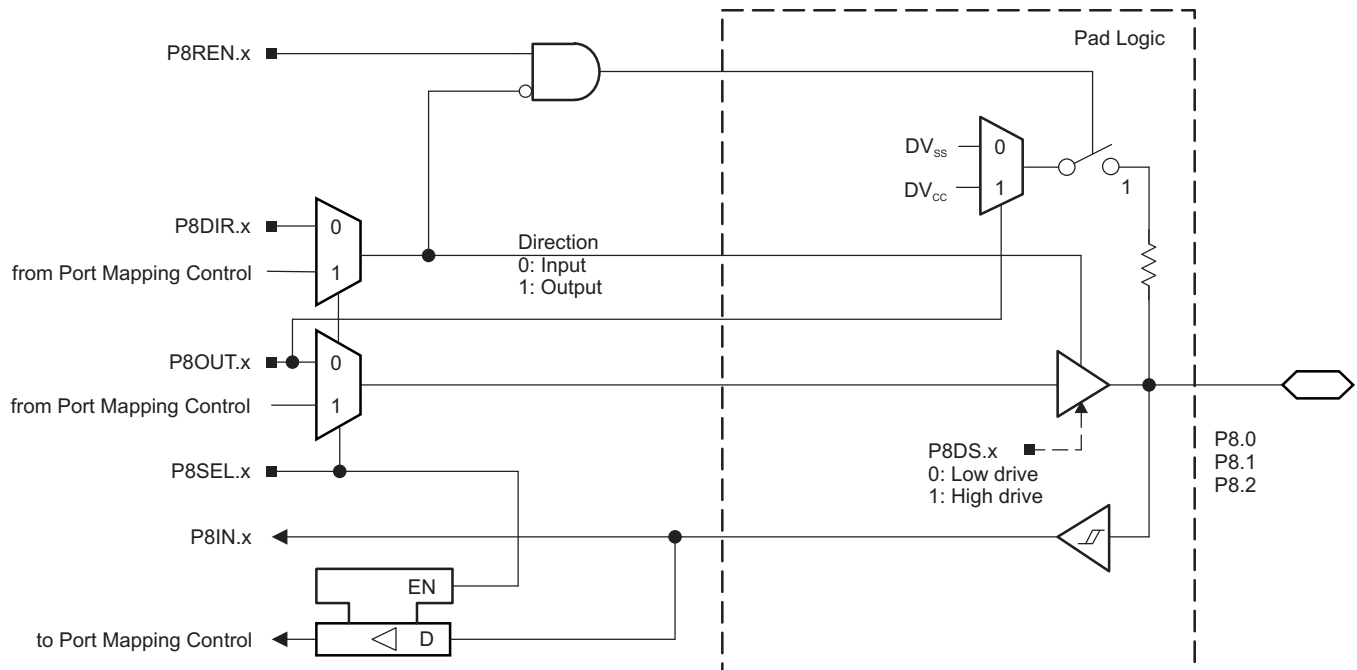 Pad Logic
P8REN.x
DVSS
0
DVCC
1
1
P8DIR.x
0
from Port Mapping Control
1
Direction
0: Input
1: Output
P8OUT.x
0
from Port Mapping Control
1
P8SEL.x
P8DS.x
0: Low drive
1: High drive
P8.0
P8.1
P8.2
P8IN.x
EN
to Port Mapping Control
D